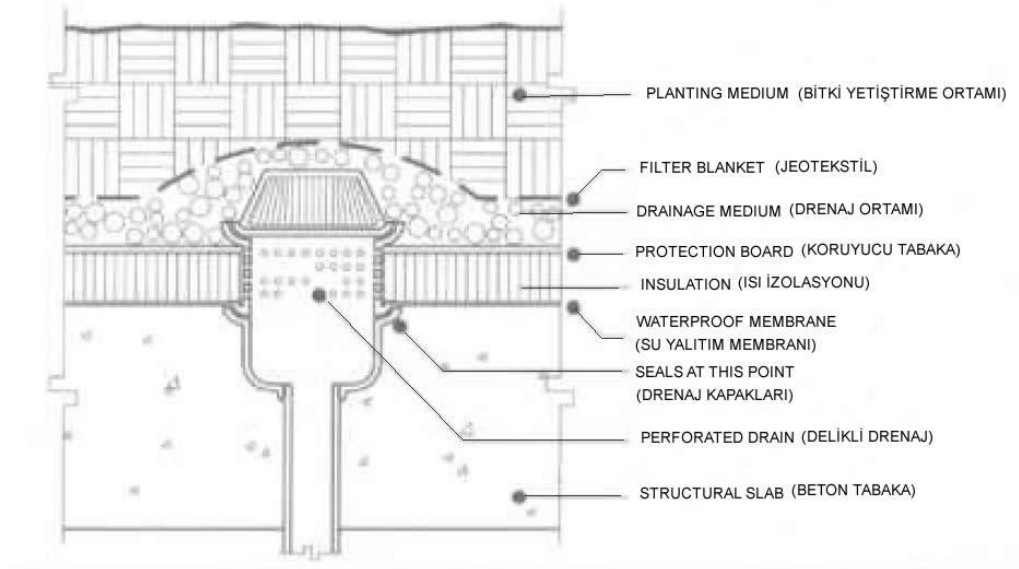 PLANTING MEDIUM (BİTKİ YETİŞTİRME ORTAMI)
FILTER BLANKET (JEOTEKSTİL)
DRAINAGE MEDIUM (DRENAJ ORTAMI)
PROTECTION BOARD (KORUYUCU TABAKA)
INSULATION (ISI İZOLASYONU)
WATERPROOF MEMBRANE
(SU YALITIM MEMBRANI)
SEALS AT THIS POINT
(DRENAJ KAPAKLARI)
PERFORATED DRAIN (DELİKLİ DRENAJ)
STRUCTURAL SLAB (BETON TABAKA)